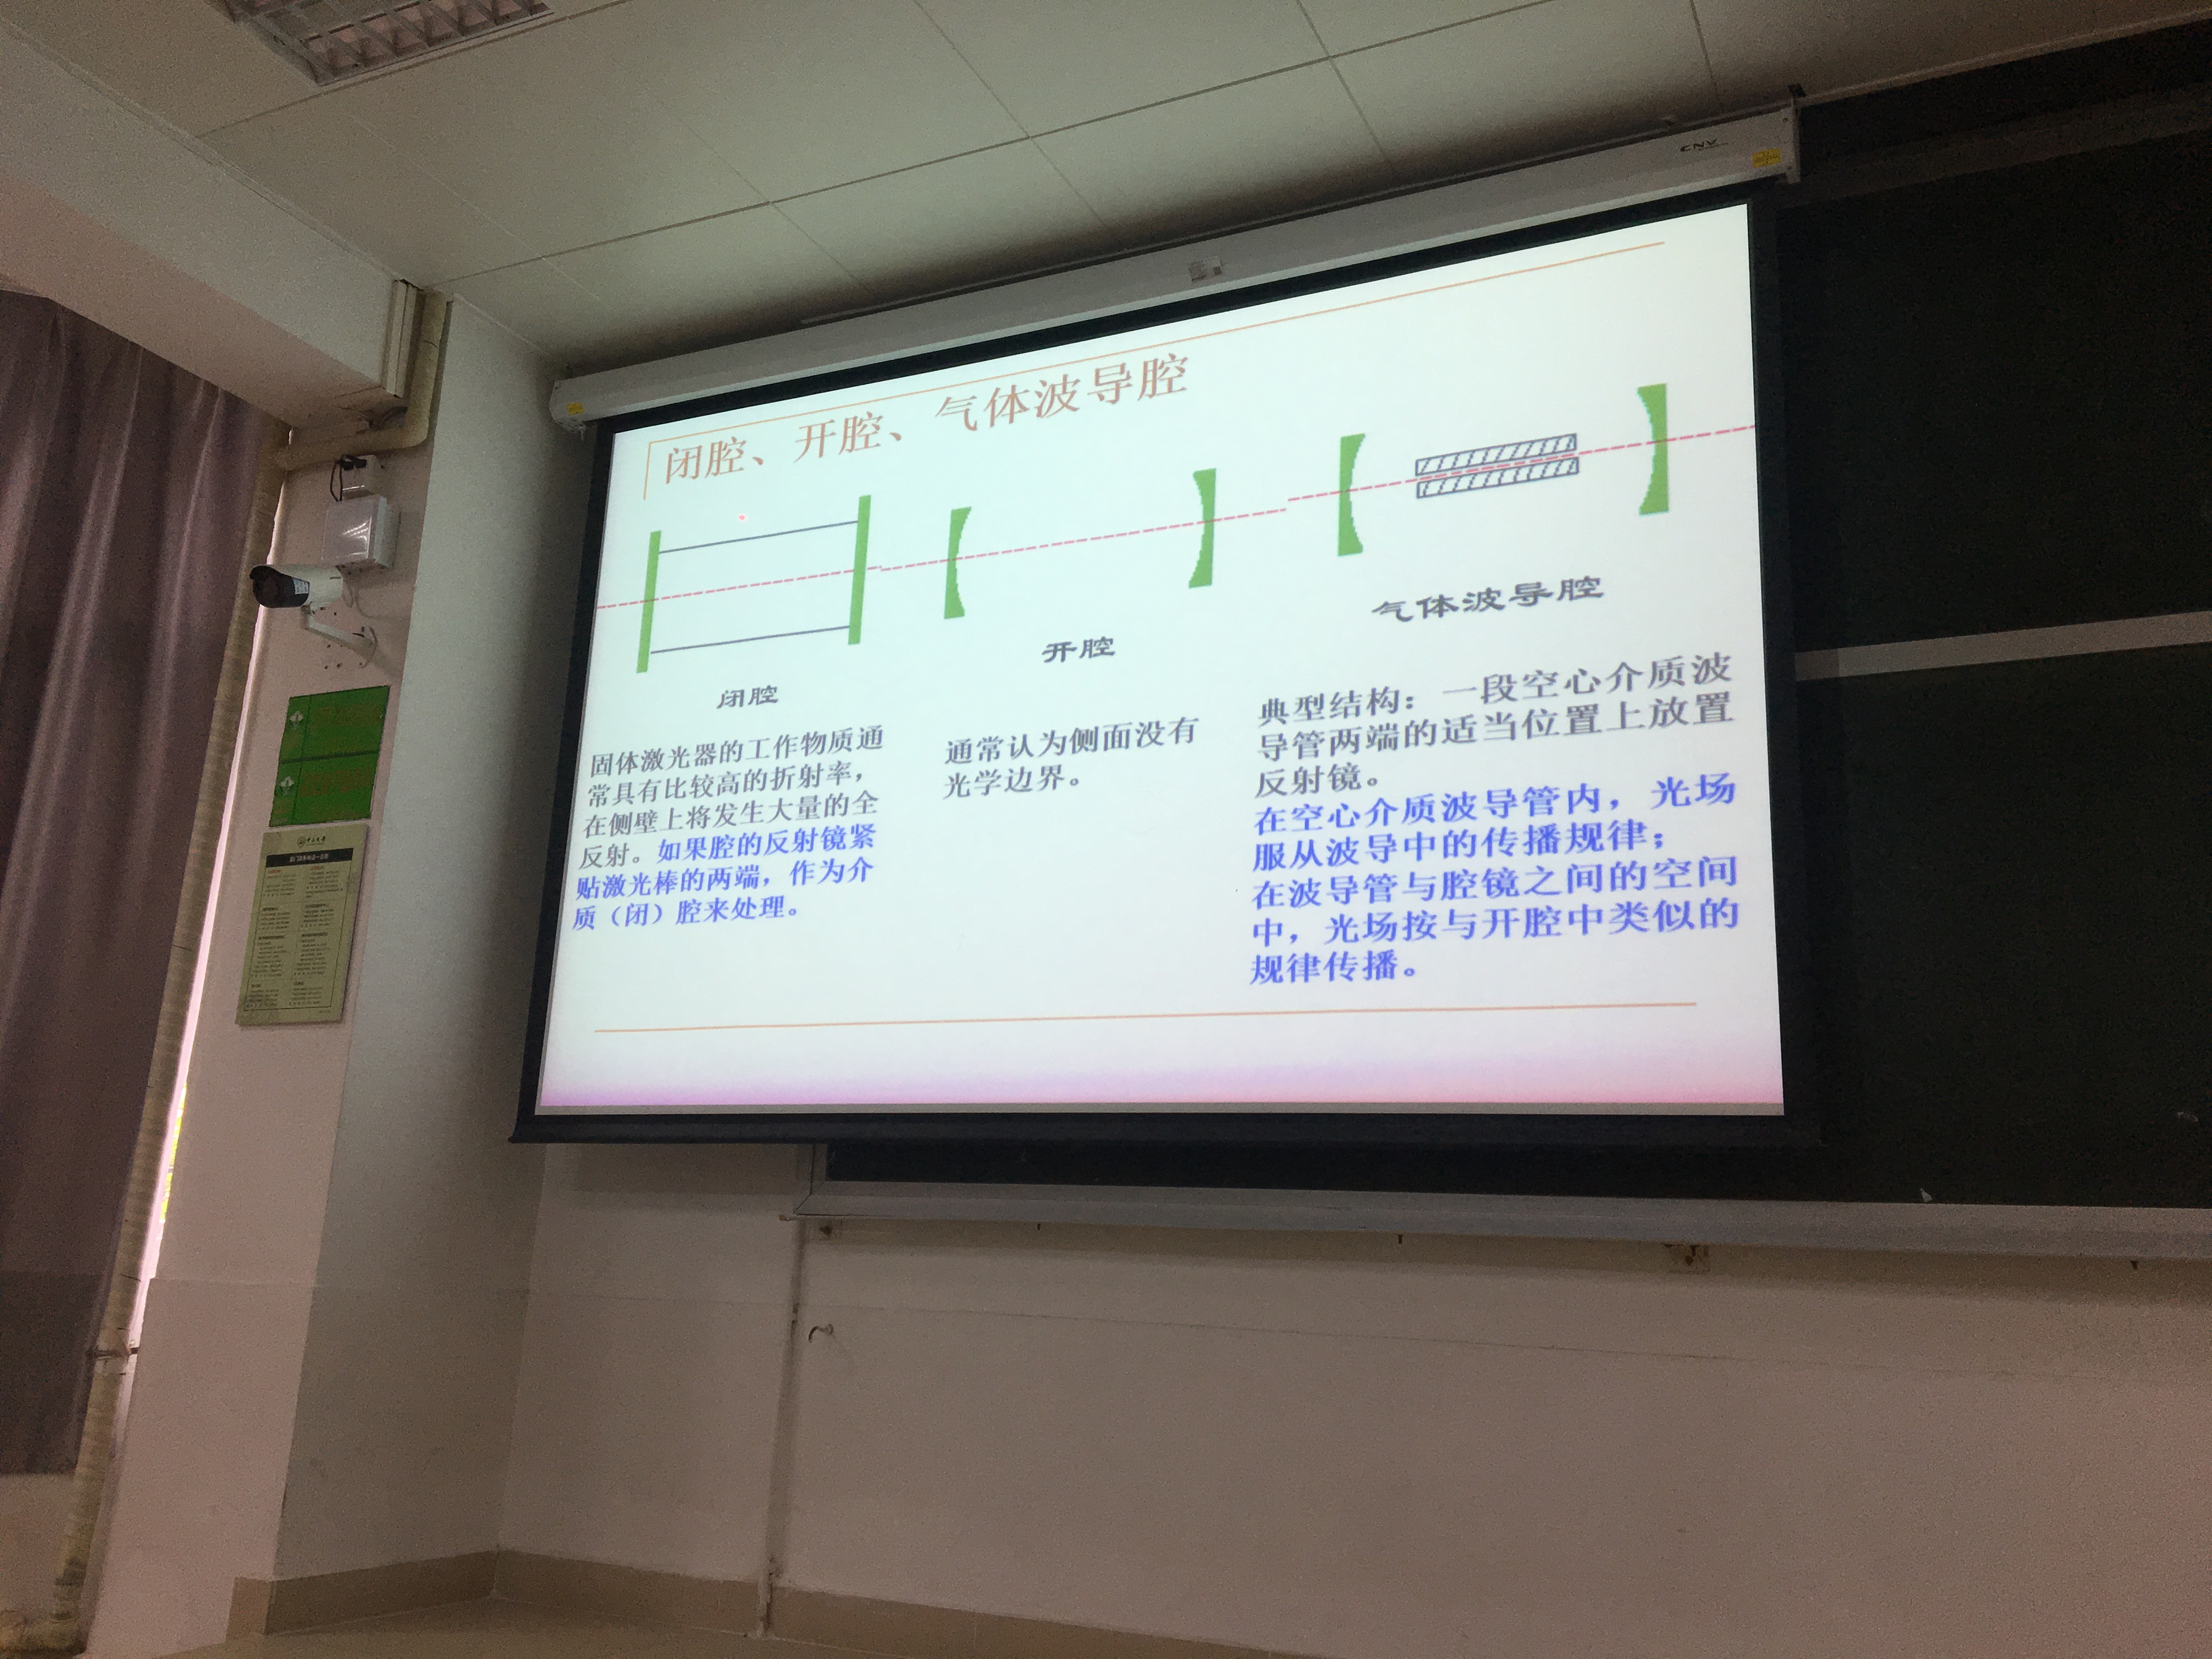 CNK
闭腔、开腔、气体波导腔
闭腔
固体激光器的工作物质通
常具有比较高的折射率，
在侧壁上将发生大量的全
反射。如果腔的反射镜紧
贴激光棒的两端，作为介
质（闭）腔来处理。
开腔
通常认为侧面没有
光学边界。
气体波导腔
典型结构：一段空心介质波
导管两端的适当位置上放置
反射镜。
在空心介质波导管内，光场
服从波导中的传播规律；
在波导管与腔镜之间的空间
中，光场按与开腔中类似的
规律传播。